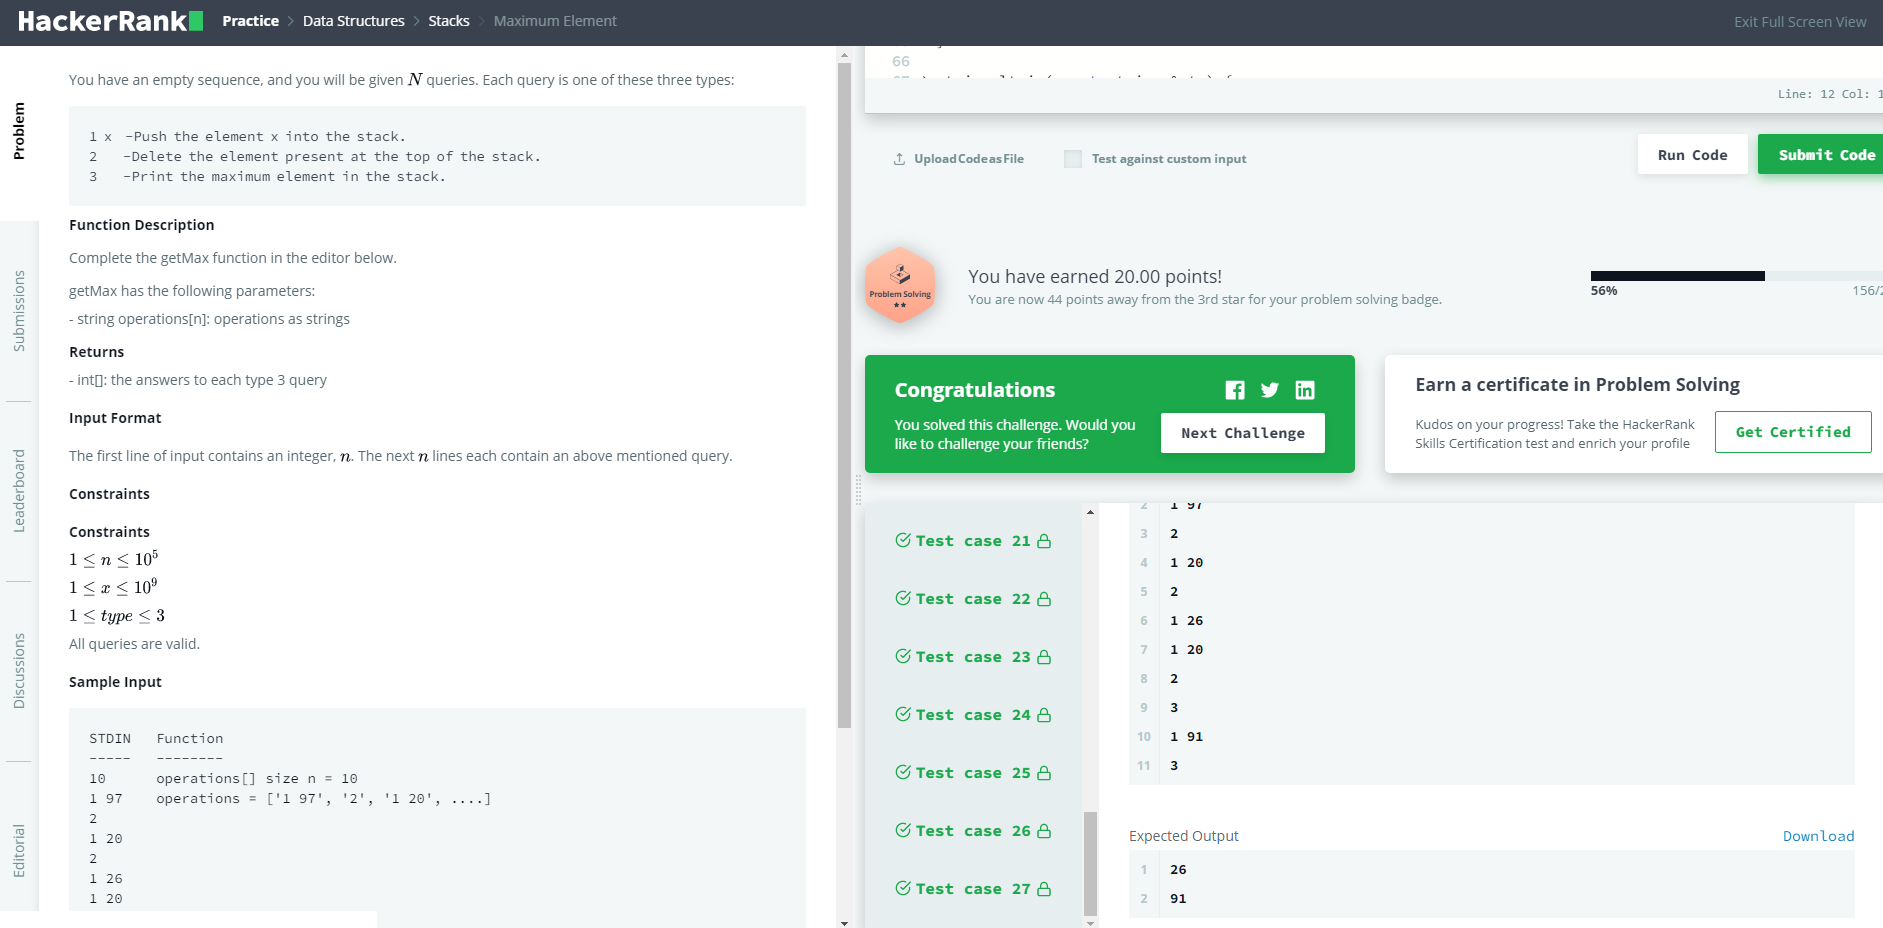 HackerRank Practice > Data Structures > Stacks > Maximum Element
Exit Full Screen View
Problem
Submissions
Leaderboard
Discussions
Editorial
You have an empty sequence, and you will be given N queries. Each query is one of these three types:
1 x -Push the element x into the stack.
2 -Delete the element present at the top of the stack.
3 -Print the maximum element in the stack.
Function Description
Complete the getMax function in the editor below.
getMax has the following parameters:
- string operations[n]: operations as strings
Returns
- int[]: the answers to each type 3 query
Input Format
The first line of input contains an integer, n. The next n lines each contain an above mentioned query.
Constraints
Constraints
1 ≤ n ≤ 10^5
1 ≤ x ≤ 10^9
1 ≤ type ≤ 3
All queries are valid.
Sample Input
STDIN Function
----- --------
10 operations[] size n = 10
1 97 operations = ['1 97', '2', '1 20', ....]
2
1 20
2
1 26
1 20
66
Line: 12 Col: 1
Upload Code as File
Test against custom input
Run Code
Submit Code
Problem Solving
You have earned 20.00 points!
You are now 44 points away from the 3rd star for your problem solving badge.
56%
156/2
Congratulations
You solved this challenge. Would you
like to challenge your friends?
Next Challenge
Earn a certificate in Problem Solving
Kudos on your progress! Take the HackerRank
Skills Certification test and enrich your profile
Get Certified
Test case 21
Test case 22
Test case 23
Test case 24
Test case 25
Test case 26
Test case 27
2 1 97
3 2
4 1 20
5 2
6 1 26
7 1 20
8 2
9 3
10 1 91
11 3
Expected Output
Download
1 26
2 91